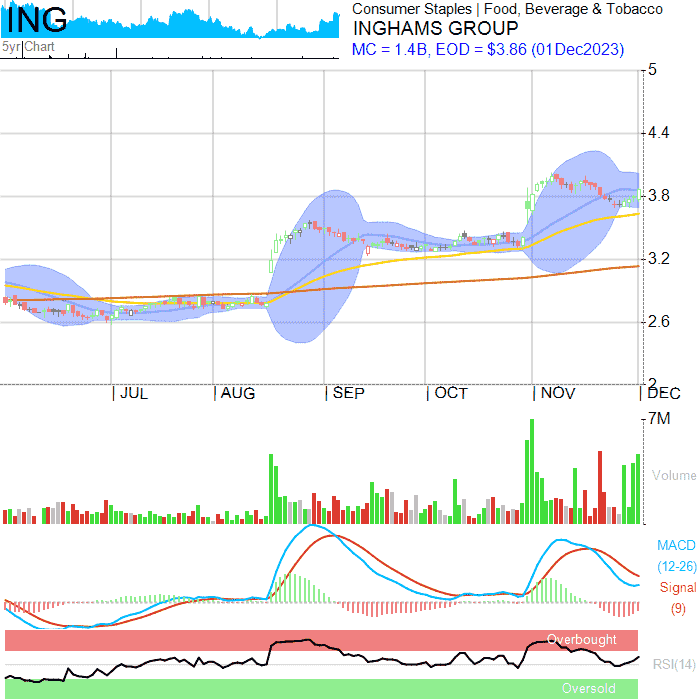 ING
Consumer Staples | Food, Beverage & Tobacco
INGHAMS GROUP
5yr Chart
MC = 1.4B, EOD = $3.86 (01Dec2023)
5
4.4
3.8
3.2
2.6
2
| JUL
| AUG
| SEP
| OCT
| NOV
| DEC
7M
Volume
MACD
(12-26)
Signal
(9)
Overbought
RSI(14)
Oversold